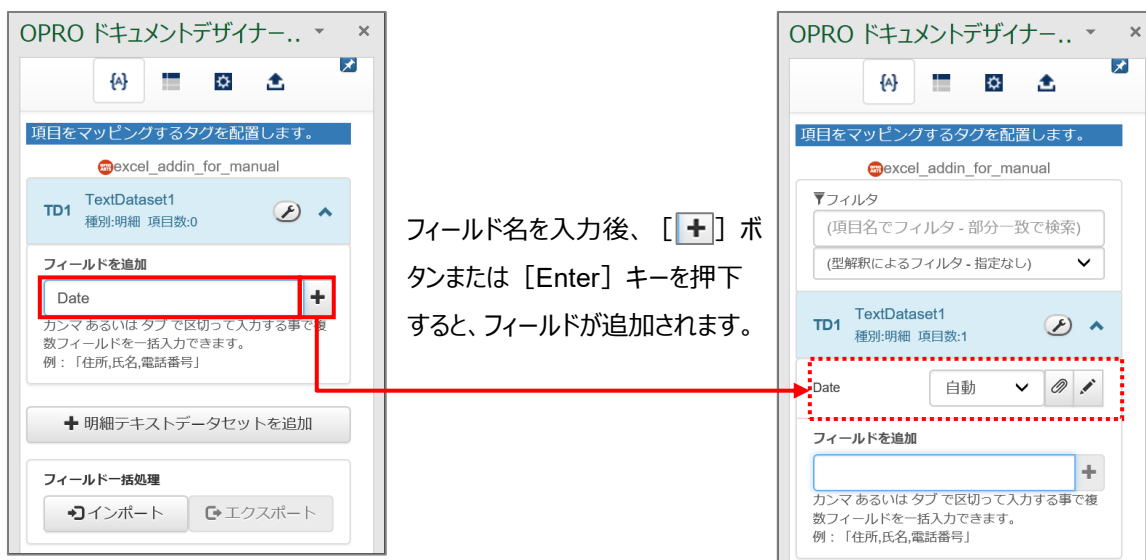 OPRO ドキュメントデザイナー..
{A}
項目をマッピングするタグを配置します。
excel_addin_for_manual
TD1
TextDataset1
種別:明細 項目数:0
フィールドを追加
Date
カンマ あるいは タブ で区切って入力する事で複
数フィールドを一括入力できます。
例：「住所,氏名,電話番号」
明細テキストデータセットを追加
フィールド一括処理
インポート
エクスポート
フィールド名を入力後、［+］ボ
タンまたは［Enter］キーを押下
すると、フィールドが追加されます。
OPRO ドキュメントデザイナー..
{A}
項目をマッピングするタグを配置します。
excel_addin_for_manual
フィルタ
(項目名でフィルタ - 部分一致で検索)
(型解釈によるフィルタ - 指定なし)
TD1
TextDataset1
種別:明細 項目数:1
Date
自動
フィールドを追加
カンマ あるいは タブ で区切って入力する事で複
数フィールドを一括入力できます。
例：「住所,氏名,電話番号」